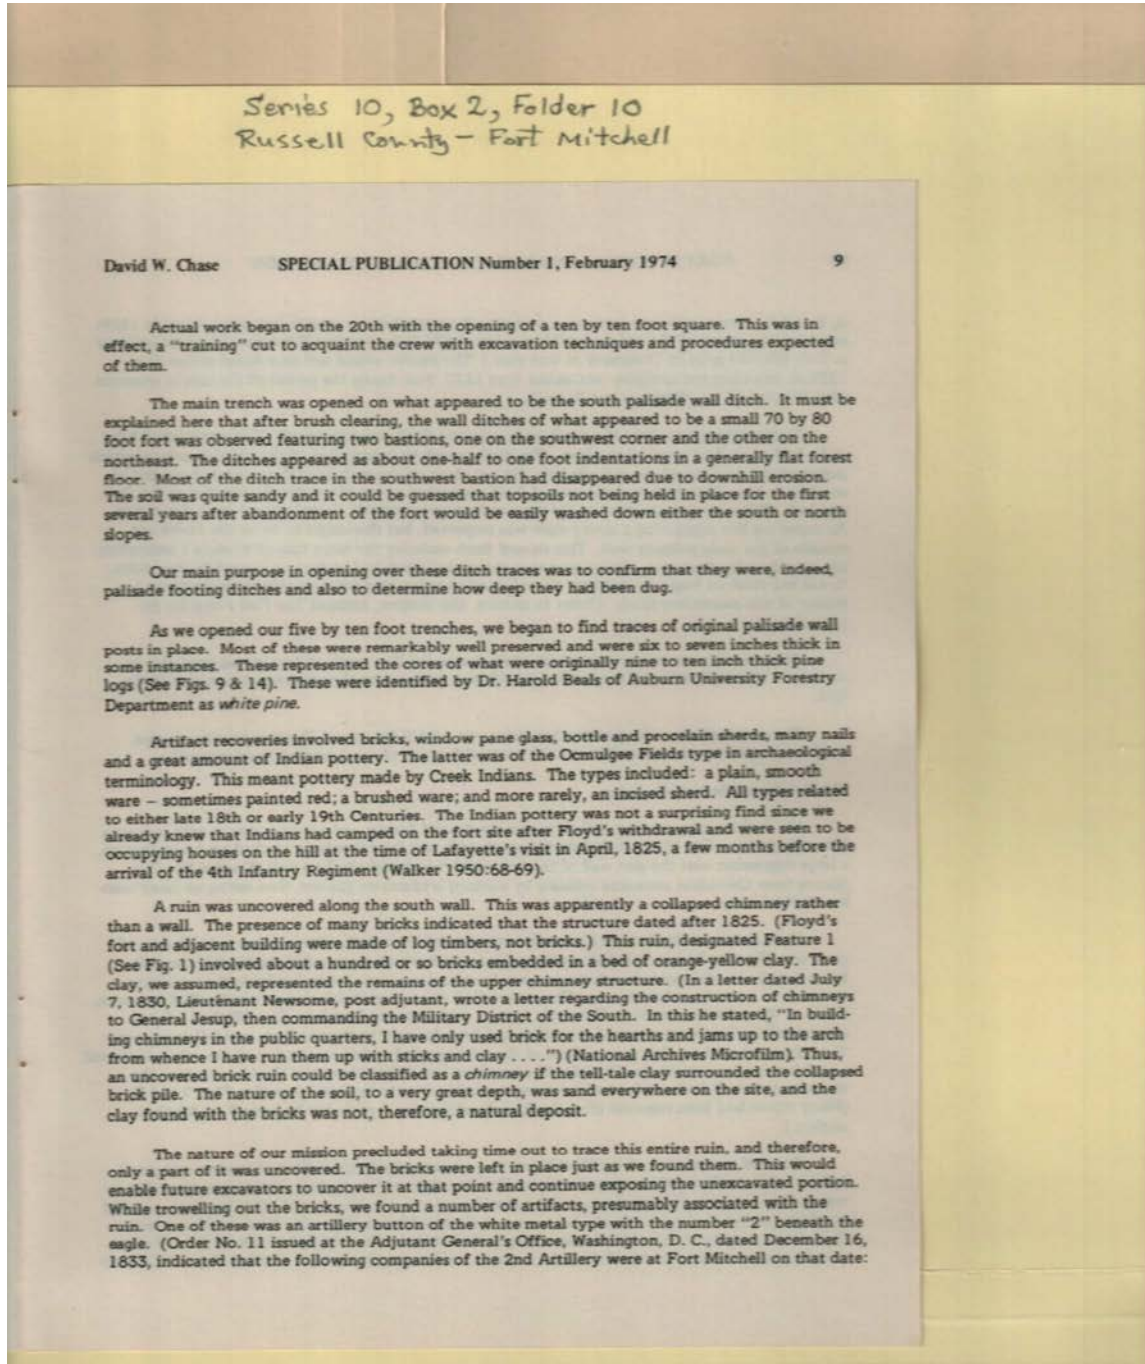 Series 10, Box 2, Folder 10
Russell County - Fort Mitchell
David W. Chase SPECIAL PUBLICATION Number 1, February 1974 9
Actual work began on the 20th with the opening of a ten by ten foot square. This was in
effect, a "training" cut to acquaint the crew with excavation techniques and procedures expected
of them.
The main trench was opened on what appeared to be the south palisade wall ditch. It must be
explained here that after brush clearing, the wall ditches of what appeared to be a small 70 by 80
foot fort was observed featuring two bastions, one on the southwest corner and the other on the
northeast. The ditches appeared as about one-half to one foot indentations in a generally flat forest
floor. Most of the ditch trace in the southwest bastion had disappeared due to downhill erosion.
The soil was quite sandy and it could be guessed that topsoils not being held in place for the first
several years after abandonment of the fort would be easily washed down either the south or north
slopes.
Our main purpose in opening over these ditch traces was to confirm that they were, indeed,
palisade footing ditches and also to determine how deep they had been dug.
As we opened our five by ten foot trenches, we began to find traces of original palisade wall
posts in place. Most of these were remarkably well preserved and were six to seven inches thick in
some instances. These represented the cores of what were originally nine to ten inch thick pine
logs (See Figs. 9 & 14). These were identified by Dr. Harold Beals of Auburn University Forestry
Department as white pine.
Artifact recoveries involved bricks, window pane glass, bottle and procelain sherds, many nails
and a great amount of Indian pottery. The latter was of the Ocmulgee Fields type in archaeological
terminology. This meant pottery made by Creek Indians. The types included: a plain, smooth
ware – sometimes painted red; a brushed ware; and more rarely, an incised sherd. All types related
to either late 18th or early 19th Centuries. The Indian pottery was not a surprising find since we
already knew that Indians had camped on the fort site after Floyd's withdrawal and were seen to be
occupying houses on the hill at the time of Lafayette's visit in April, 1825, a few months before the
arrival of the 4th Infantry Regiment (Walker 1950:68-69).
A ruin was uncovered along the south wall. This was apparently a collapsed chimney rather
than a wall. The presence of many bricks indicated that the structure dated after 1825. (Floyd's
fort and adjacent building were made of log timbers, not bricks.) This ruin, designated Feature 1
(See Fig. 1) involved about a hundred or so bricks embedded in a bed of orange-yellow clay. The
clay, we assumed, represented the remains of the upper chimney structure. (In a letter dated July
7, 1830, Lieutenant Newsome, post adjutant, wrote a letter regarding the construction of chimneys
to General Jesup, then commanding the Military District of the South. In this he stated, "In build-
ing chimneys in the public quarters, I have only used brick for the hearths and jams up to the arch
from whence I have run them up with sticks and clay . . . .") (National Archives Microfilm). Thus,
an uncovered brick ruin could be classified as a chimney if the tell-tale clay surrounded the collapsed
brick pile. The nature of the soil, to a very great depth, was sand everywhere on the site, and the
clay found with the bricks was not, therefore, a natural deposit.
The nature of our mission precluded taking time out to trace this entire ruin, and therefore,
only a part of it was uncovered. The bricks were left in place just as we found them. This would
enable future excavators to uncover it at that point and continue exposing the unexcavated portion.
While trowelling out the bricks, we found a number of artifacts, presumably associated with the
ruin. One of these was an artillery button of the white metal type with the number "2" beneath the
eagle. (Order No. 11 issued at the Adjutant General's Office, Washington, D. C., dated December 16,
1833, indicated that the following companies of the 2nd Artillery were at Fort Mitchell on that date: